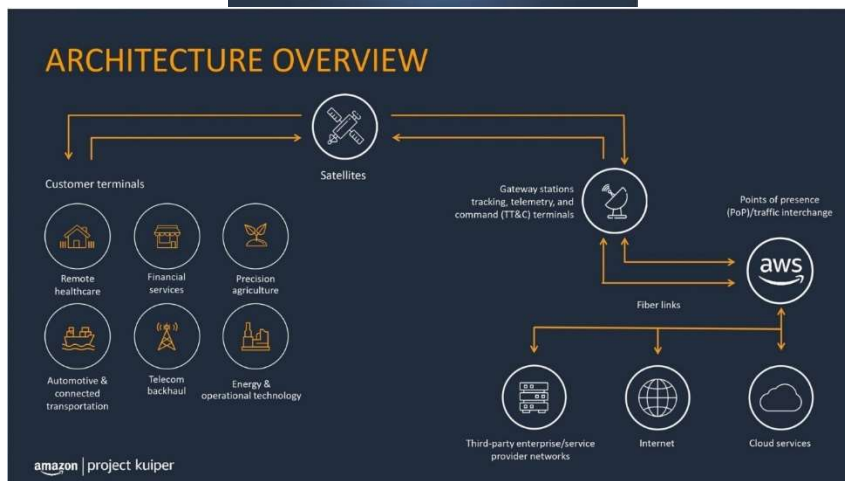 ARCHITECTURE OVERVIEW
Satellites
Customer terminals
Remote
healthcare
Financial
services
Precision
agriculture
Automotive &
connected
transportation
Telecom
backhaul
Energy &
operational technology
Gateway stations
tracking, telemetry, and
command (TT&C) terminals
Points of presence
(PoP)/traffic interchange
aws
Fiber links
Third-party enterprise/service
provider networks
Internet
Cloud services
amazon | project kuiper